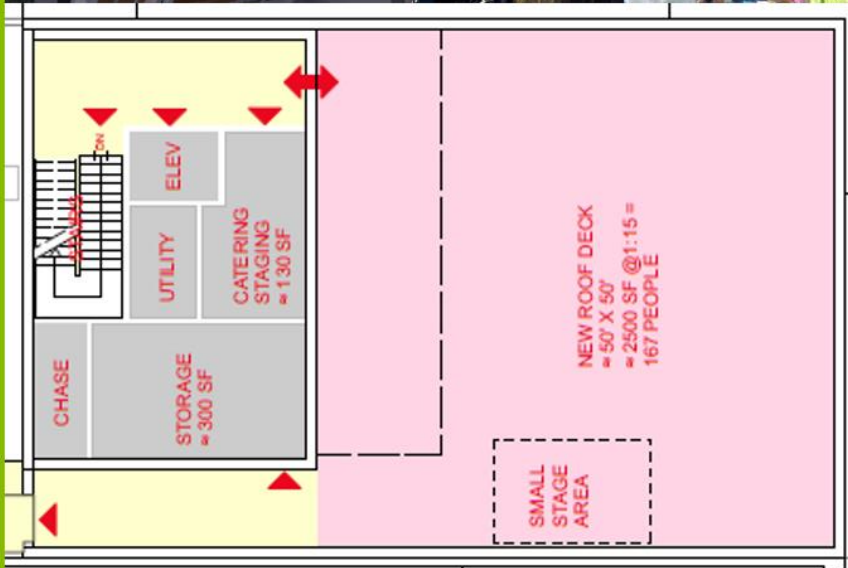 DN
ELEV
UTILITY
CATERING
STAGING
≈ 130 SF
CHASE
STORAGE
≈ 300 SF
NEW ROOF DECK
≈ 50' X 50'
≈ 2500 SF @1:15 =
167 PEOPLE
SMALL
STAGE
AREA